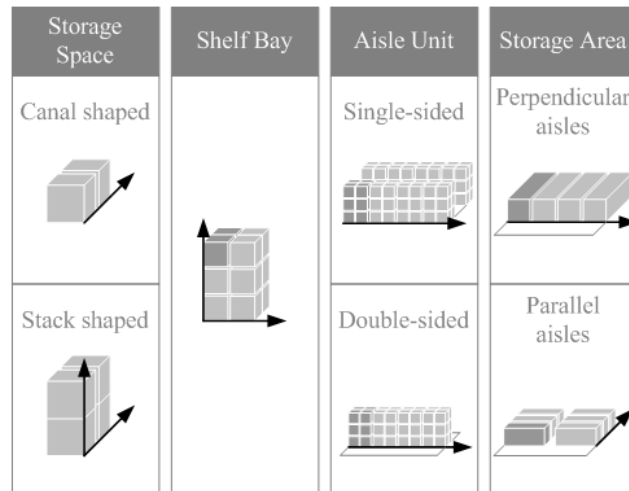 Storage
Space
Shelf Bay
Aisle Unit
Storage Area
Canal shaped
Single-sided
Perpendicular
aisles
Stack shaped
Double-sided
Parallel
aisles